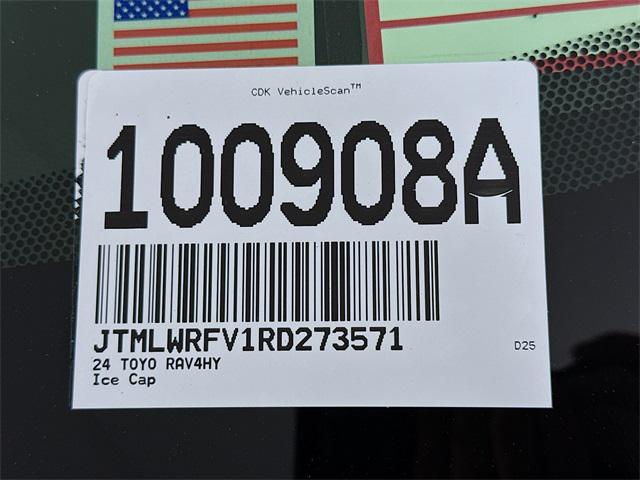 CDK VehicleScan™
100908A
JTMLWRFV1RD273571
24 TOYO RAV4HY
D25
Ice Cap